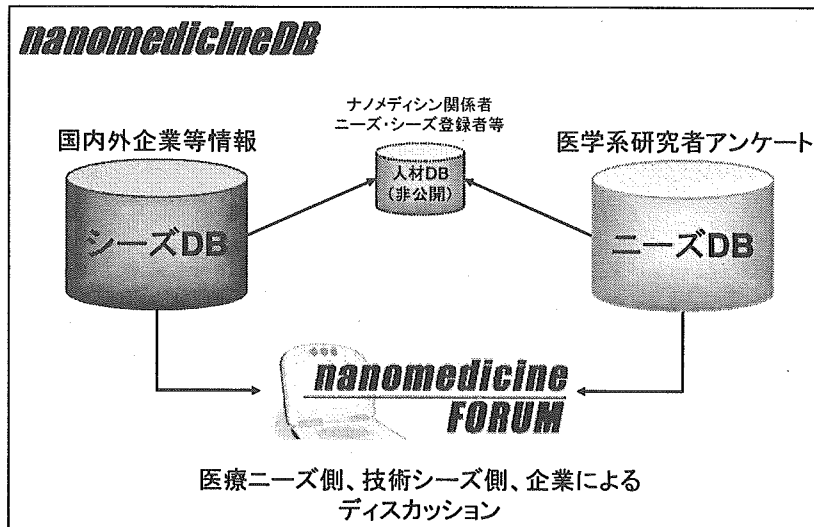 nanomedicineDB
ナノメディシン関係者
ニーズ・シーズ登録者等
国内外企業等情報
医学系研究者アンケート
人材DB
(非公開)
シーズDB
ニーズDB
nanomedicine
FORUM
医療ニーズ側、技術シーズ側、企業による
ディスカッション